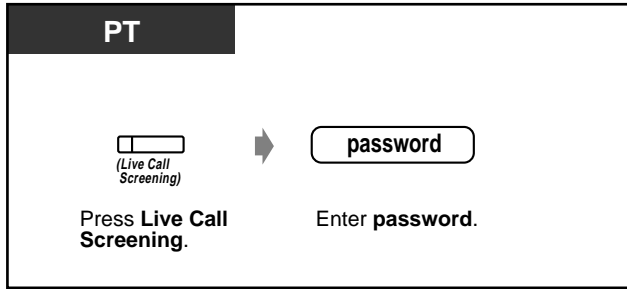 PT
(Live Call
Screening)
password
Press Live Call
Screening.
Enter password.